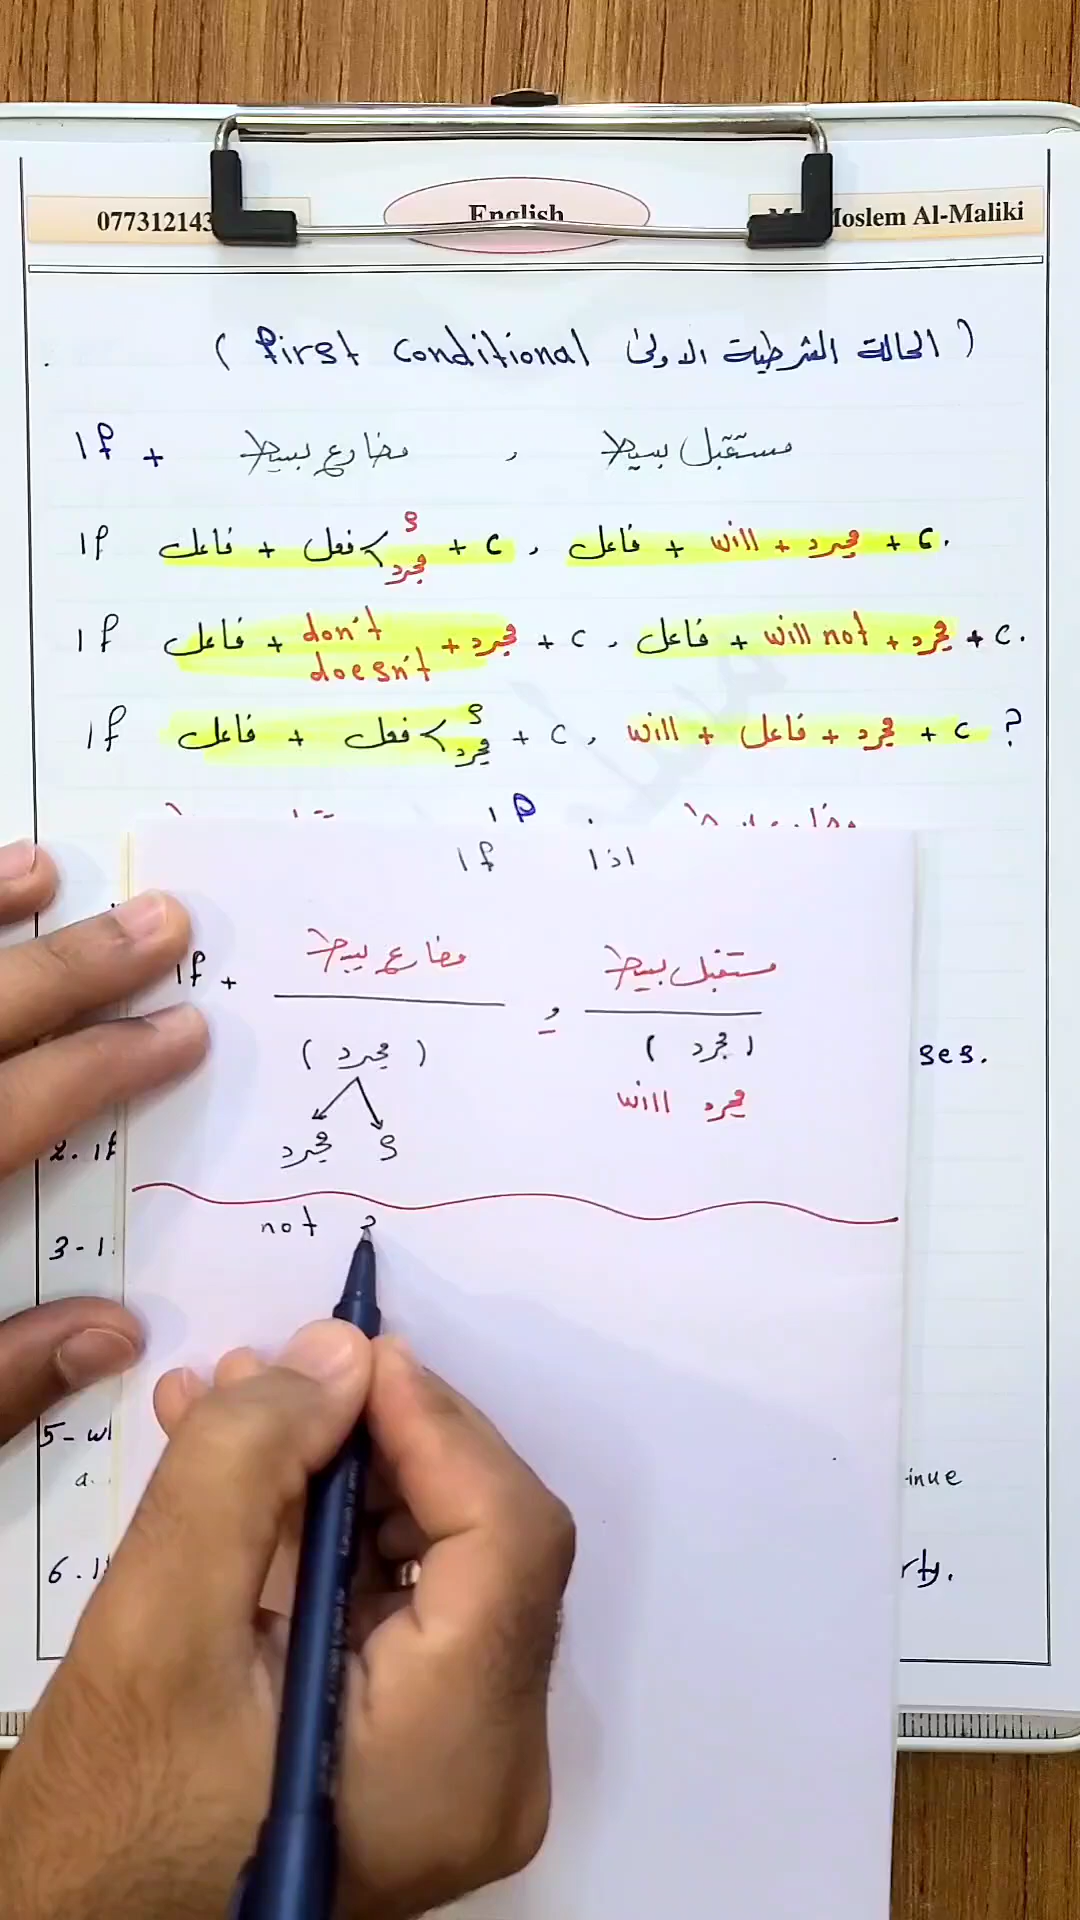 077312143
English
Moslem Al-Maliki
( first conditional الحالة الشرطية الاولى )
If + مضارع بسيط , مستقبل بسيط
If فاعل + فعل < s مجرد + c , فاعل + will + مجرد + c.
If فاعل + don't doesn't + مجرد + c , فاعل + will not + مجرد + c.
If فاعل + فعل < s مجرد + c , will + فاعل + مجرد + c ?
If
If اذا
If + مضارع بسيط , مستقبل بسيط
( مجرد ) ( مجرد )
will مجرد
مجرد s
ses.
2. If
not
3-
5- wh
a. inue
6. rty.